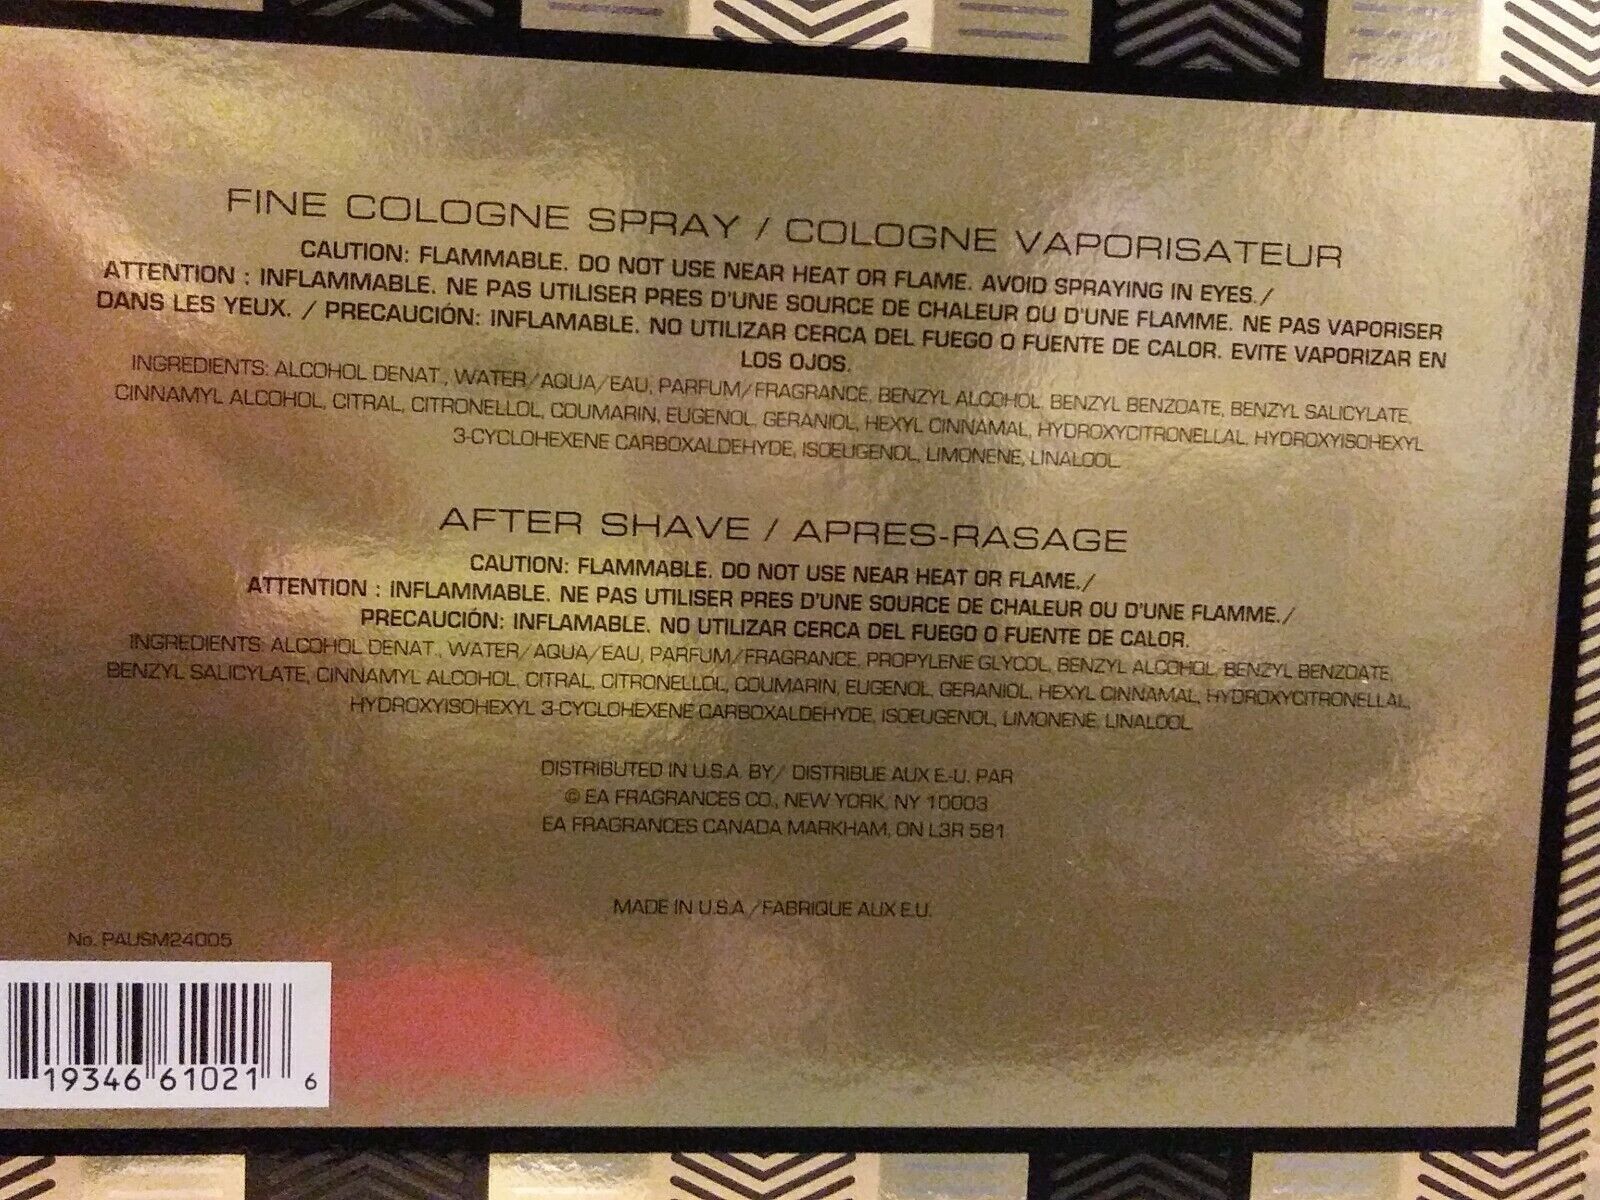 FINE COLOGNE SPRAY / COLOGNE VAPORISATEUR
CAUTION: FLAMMABLE. DO NOT USE NEAR HEAT OR FLAME. AVOID SPRAYING IN EYES./
ATTENTION : INFLAMMABLE. NE PAS UTILISER PRES D'UNE SOURCE DE CHALEUR OU D'UNE FLAMME. NE PAS VAPORISER
DANS LES YEUX. / PRECAUCIÓN: INFLAMABLE. NO UTILIZAR CERCA DEL FUEGO O FUENTE DE CALOR. EVITE VAPORIZAR EN
LOS OJOS.
INGREDIENTS: ALCOHOL DENAT., WATER/AQUA/EAU, PARFUM/FRAGRANCE, BENZYL ALCOHOL, BENZYL BENZOATE, BENZYL SALICYLATE,
CINNAMYL ALCOHOL, CITRAL, CITRONELLOL, COUMARIN, EUGENOL, GERANIOL, HEXYL CINNAMAL, HYDROXYCITRONELLAL, HYDROXYISOHEXYL
3-CYCLOHEXENE CARBOXALDEHYDE, ISOEUGENOL, LIMONENE, LINALOOL.
AFTER SHAVE / APRES-RASAGE
CAUTION: FLAMMABLE. DO NOT USE NEAR HEAT OR FLAME./
ATTENTION : INFLAMMABLE. NE PAS UTILISER PRES D'UNE SOURCE DE CHALEUR OU D'UNE FLAMME./
PRECAUCIÓN: INFLAMABLE. NO UTILIZAR CERCA DEL FUEGO O FUENTE DE CALOR.
INGREDIENTS: ALCOHOL DENAT., WATER/AQUA/EAU, PARFUM/FRAGRANCE, PROPYLENE GLYCOL, BENZYL ALCOHOL, BENZYL BENZOATE,
BENZYL SALICYLATE, CINNAMYL ALCOHOL, CITRAL, CITRONELLOL, COUMARIN, EUGENOL, GERANIOL, HEXYL CINNAMAL, HYDROXYCITRONELLAL,
HYDROXYISOHEXYL 3-CYCLOHEXENE CARBOXALDEHYDE, ISOEUGENOL, LIMONENE, LINALOOL.
DISTRIBUTED IN U.S.A. BY/ DISTRIBUE AUX E.-U. PAR
© EA FRAGRANCES CO., NEW YORK, NY 10003
EA FRAGRANCES CANADA MARKHAM, ON L3R 5B1
MADE IN U.S.A./FABRIQUE AUX E.U.
No. PAUSM24005
19346 61021 6